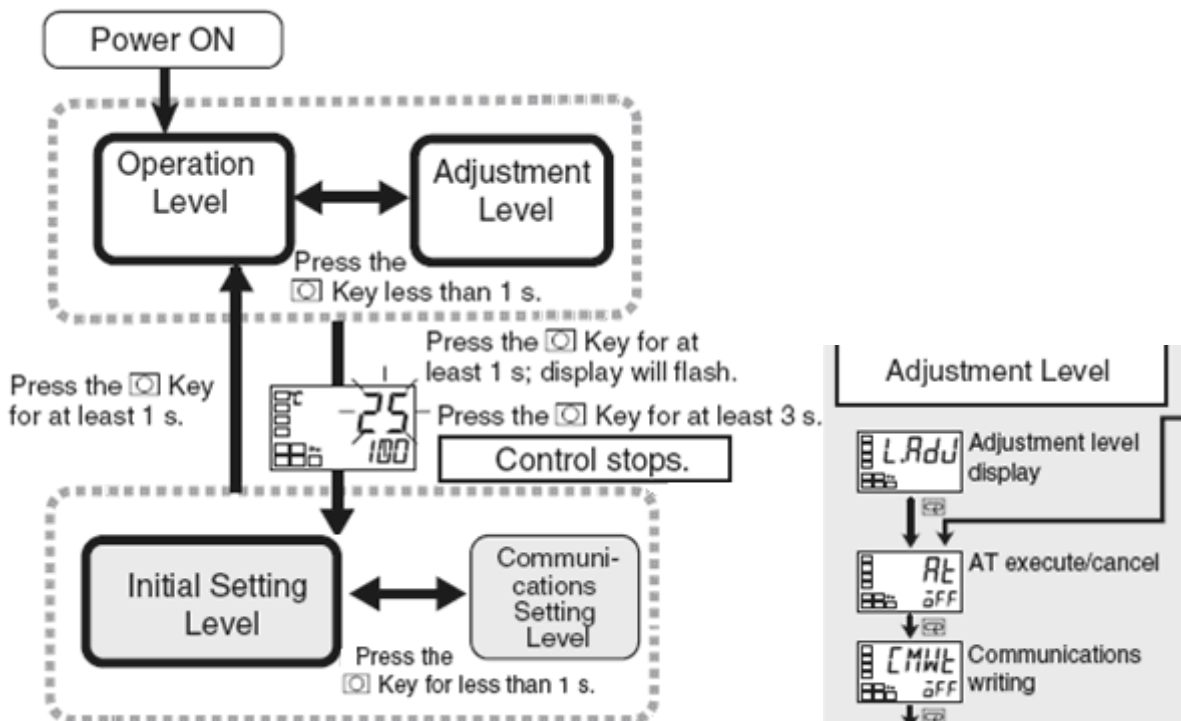 Power ON
Operation
Level
Adjustment
Level
Press the
Key less than 1 s.
Press the Key for at
least 1 s; display will flash.
Press the Key
for at least 1 s.
°C
25
100
Press the Key for at least 3 s.
Control stops.
Initial Setting
Level
Communi-
cations
Setting
Level
Press the
Key for less than 1 s.
Adjustment Level
L.AdJ
Adjustment level
display
At
oFF
AT execute/cancel
CMWt
oFF
Communications
writing